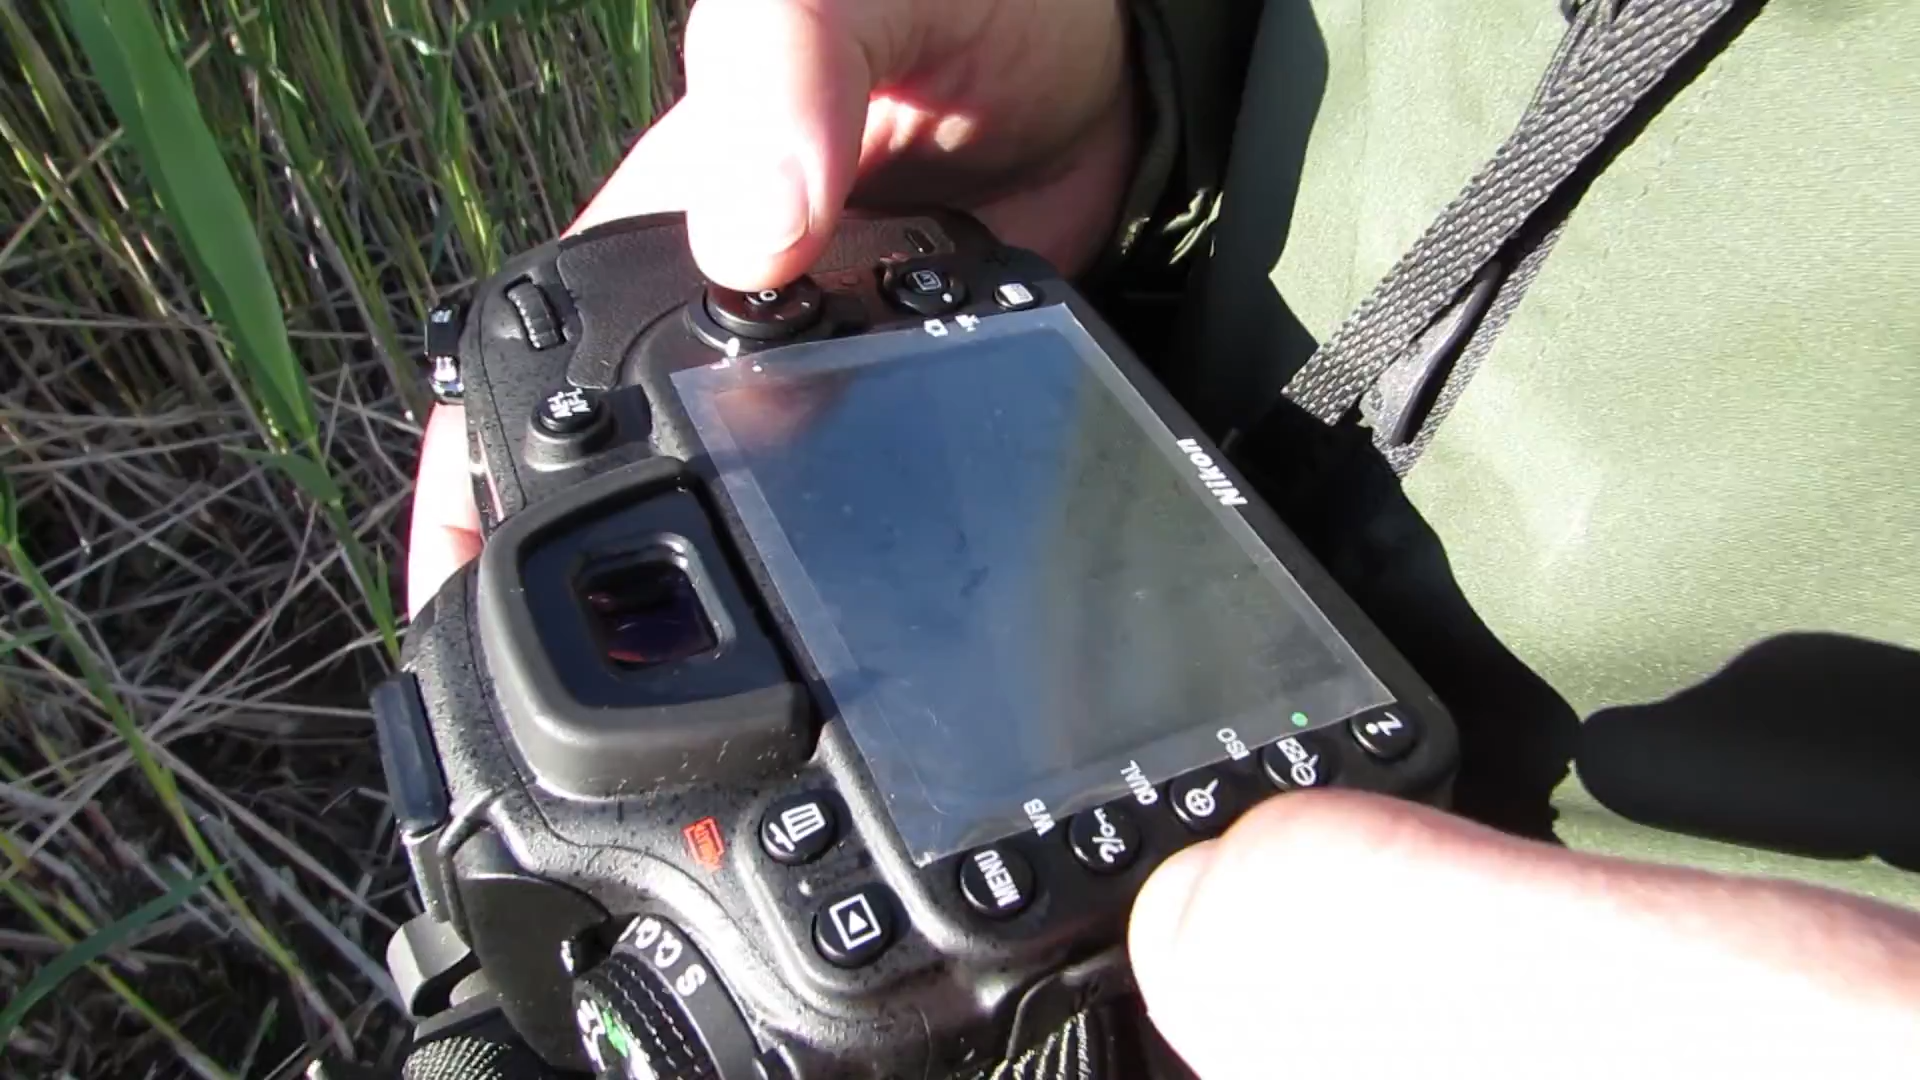 Nikon
AE-L
AF-L
ISO
QUAL
WB
MENU
i
S